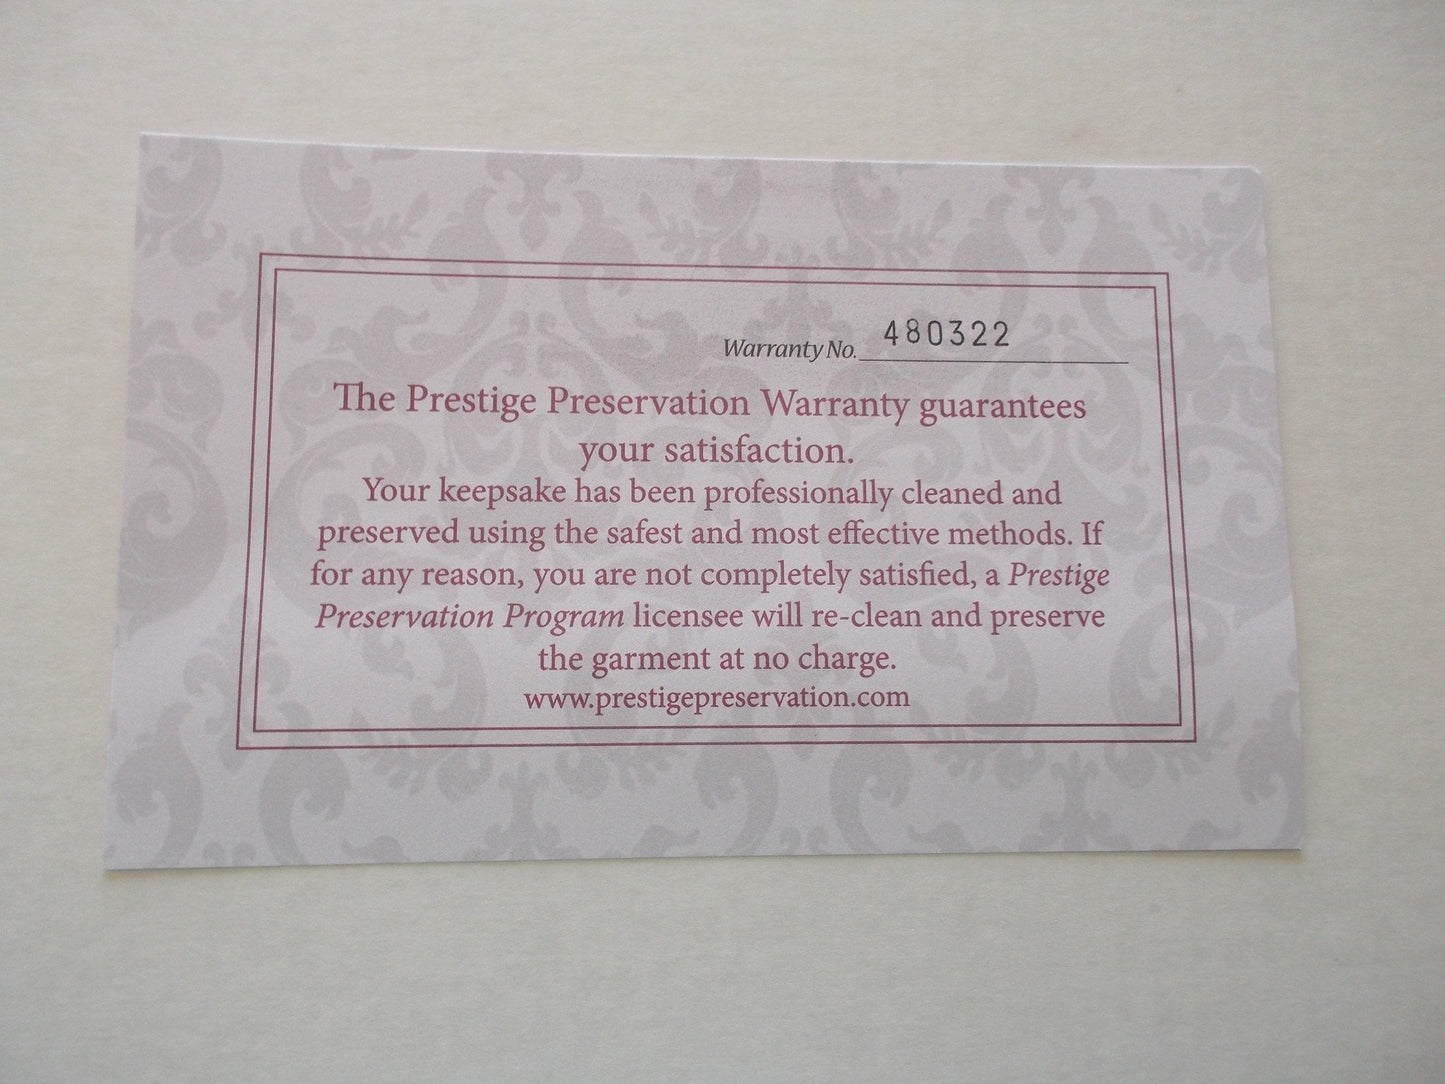 Warranty No. 480322
The Prestige Preservation Warranty guarantees
your satisfaction.
Your keepsake has been professionally cleaned and
preserved using the safest and most effective methods. If
for any reason, you are not completely satisfied, a Prestige
Preservation Program licensee will re-clean and preserve
the garment at no charge.
www.prestigepreservation.com